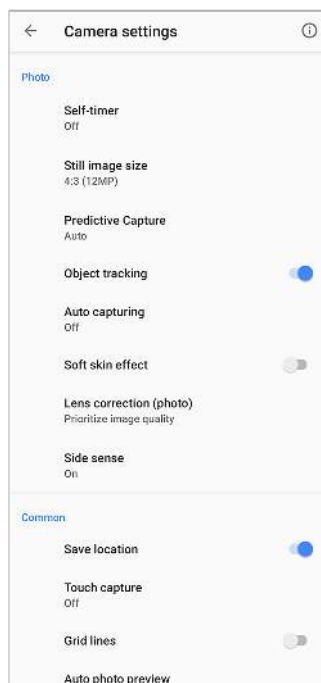 Camera settings
Photo
Self-timer
Off
Still image size
4:3 (12MP)
Predictive Capture
Auto
Object tracking
Auto capturing
Off
Soft skin effect
Lens correction (photo)
Prioritize image quality
Side sense
On
Common
Save location
Touch capture
Off
Grid lines
Auto photo preview